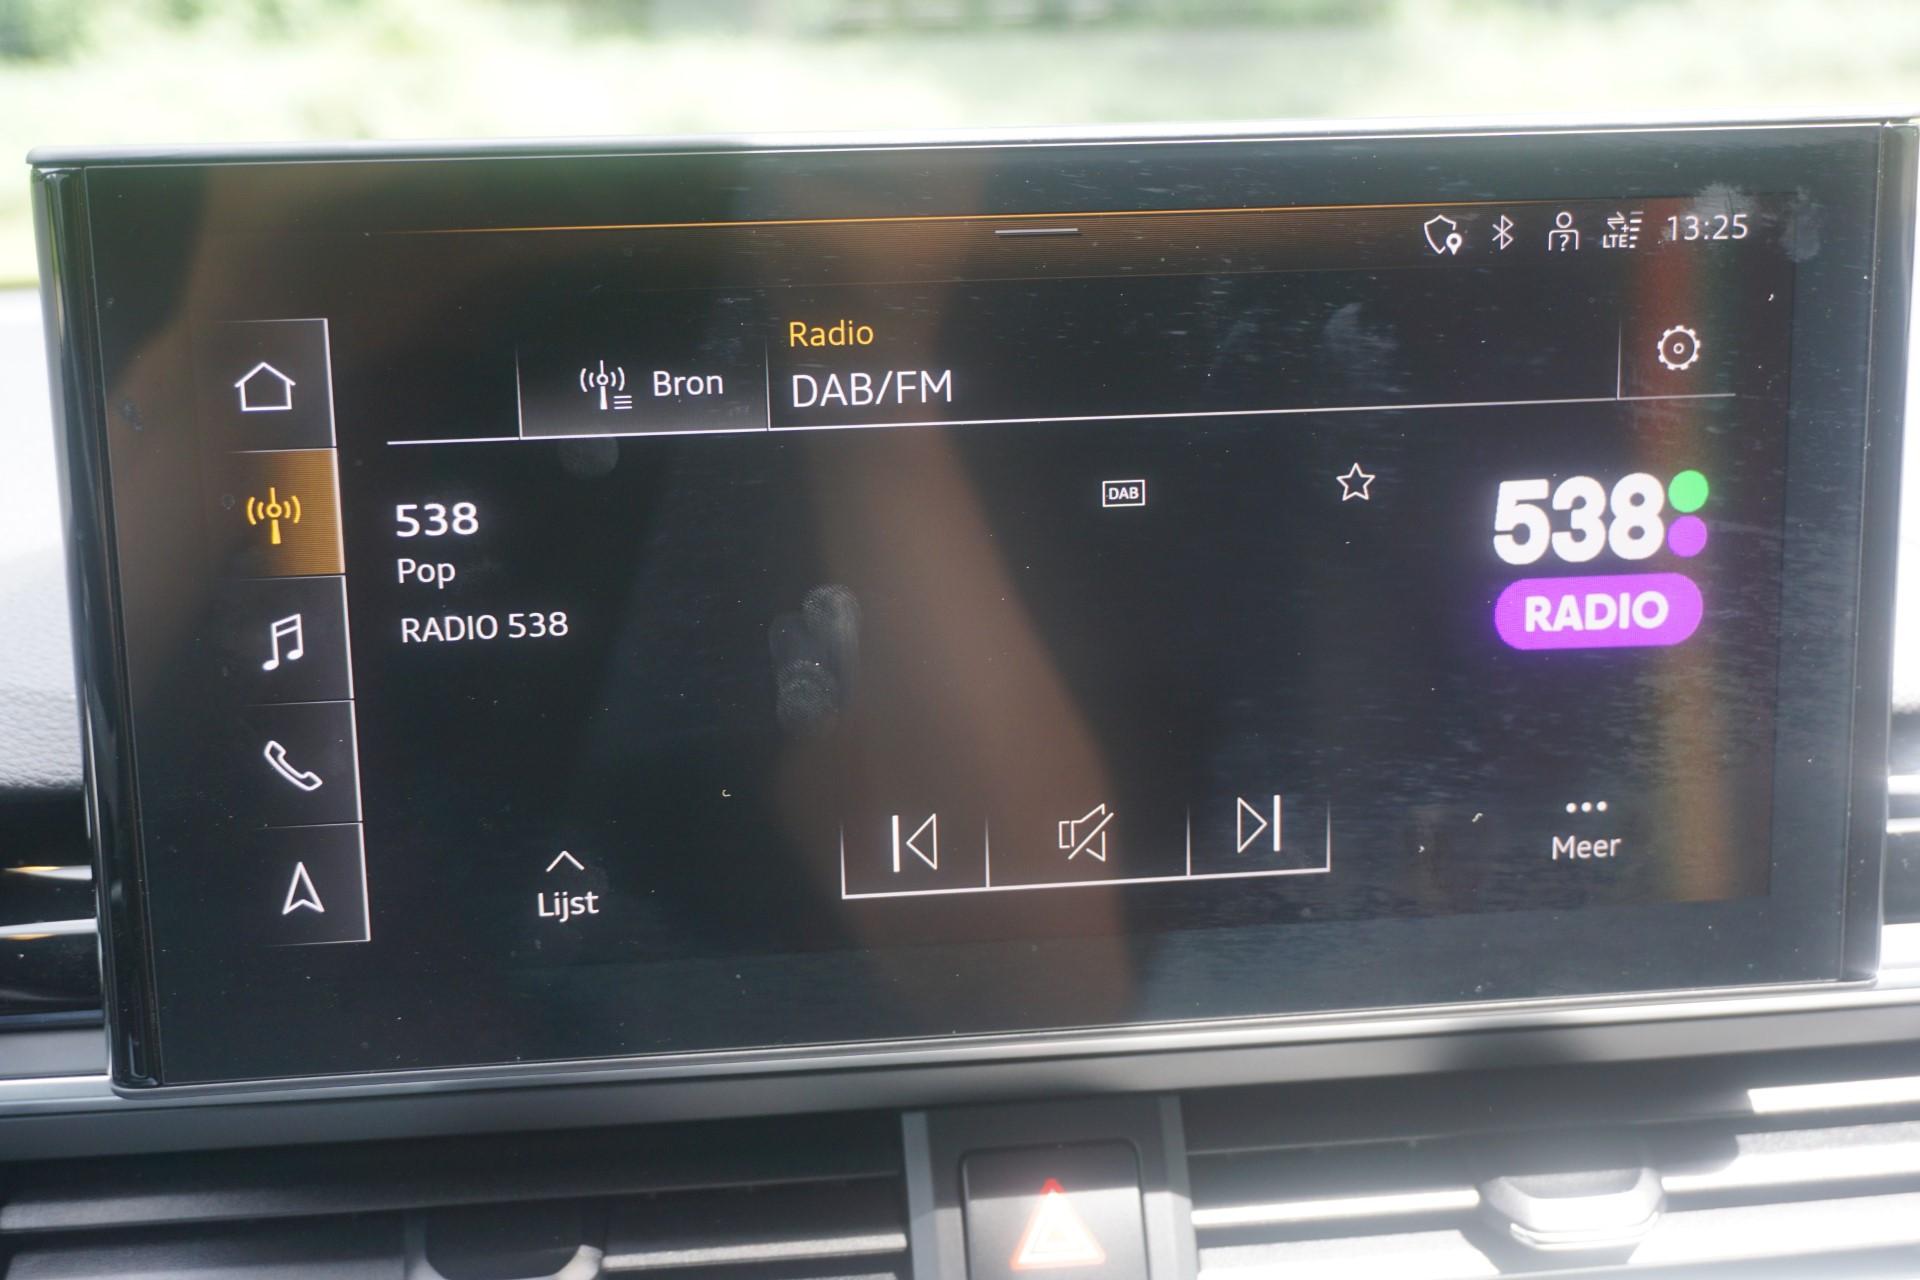 LTE 13:25
Radio
Bron DAB/FM
538
Pop
RADIO 538
DAB
538
RADIO
Lijst
Meer